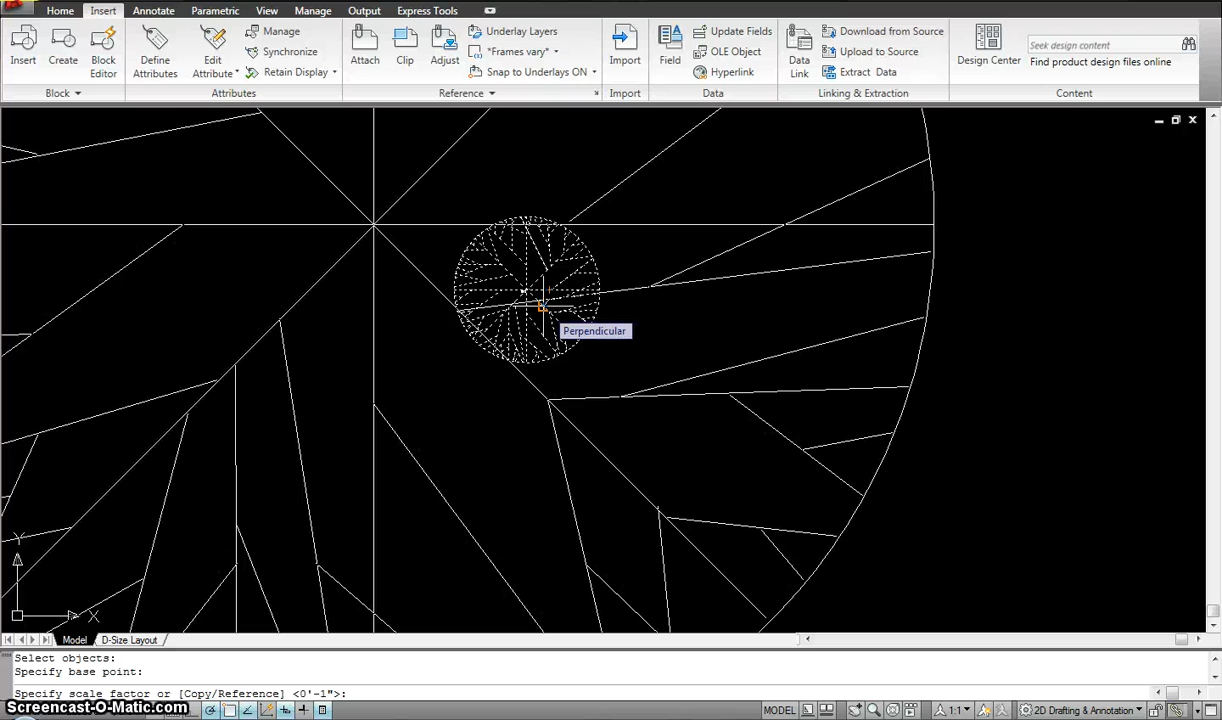 Home Insert Annotate Parametric View Manage Output Express Tools
Insert Create Block Editor Define Attributes Edit Attribute Manage Synchronize Retain Display Attach Clip Adjust Underlay Layers *Frames vary* Snap to Underlays ON Import Field Update Fields OLE Object Hyperlink Data Link Download from Source Upload to Source Extract Data Design Center Seek design content Find product design files online
Block Attributes Reference Import Data Linking & Extraction Content
Perpendicular
Y
X
Model D-Size Layout
Select objects:
Specify base point:
Specify scale factor or [Copy/Reference] <0'-1">:
Screencast-O-Matic.com MODEL 1:1 2D Drafting & Annotation